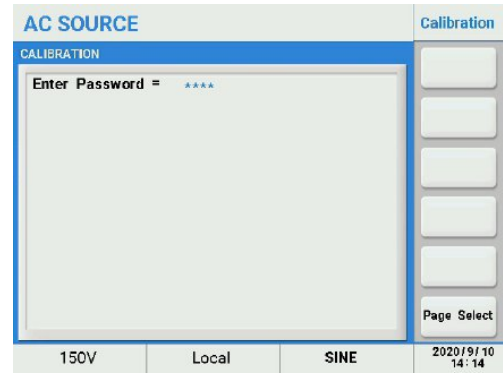 AC SOURCE
Calibration
CALIBRATION
Enter Password = ****
Page Select
150V
Local
SINE
2020/9/10
14:14